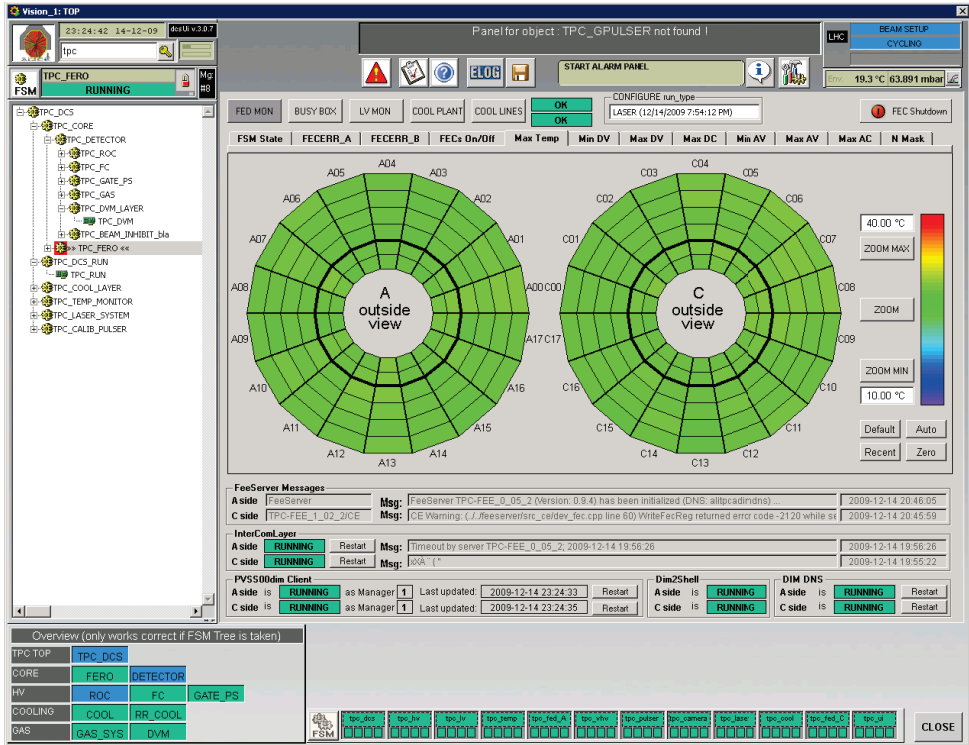 Vision_1: TOP
23:24:42 14-12-09 dcsUi v.3.0.7
tpc
Panel for object : TPC_GPULSER not found !
LHC
BEAM SETUP
CYCLING
FSM
TPC_FERO
RUNNING
Mg:
#8
ELOG
START ALARM PANEL
Env. 19.3 °C 63.891 mbar
TPC_DCS
TPC_CORE
TPC_DETECTOR
TPC_ROC
TPC_FC
TPC_GATE_PS
TPC_GAS
TPC_DVM_LAYER
TPC_DVM
TPC_BEAM_INHIBIT_bla
»» TPC_FERO ««
TPC_DCS_RUN
TPC_RUN
TPC_COOL_LAYER
TPC_TEMP_MONITOR
TPC_LASER_SYSTEM
TPC_CALIB_PULSER
FED MON BUSY BOX LV MON COOL PLANT COOL LINES
OK
OK
CONFIGURE run_type
LASER (12/14/2009 7:54:12 PM)
FEC Shutdown
FSM State FECERR_A FECERR_B FECs On/Off Max Temp Min DV Max DV Max DC Min AV Max AV Max AC N Mask
A04
A05 A03
A06 A02
A07 A01
A08 A00
A09 A17
A10 A16
A11 A15
A12 A14
A13
A
outside
view
C04
C03 C05
C02 C06
C01 C07
C00 C08
C17 C09
C16 C10
C15 C11
C14 C12
C13
C
outside
view
40.00 °C
ZOOM MAX
ZOOM
ZOOM MIN
10.00 °C
Default Auto
Recent Zero
FeeServer Messages
A side FeeServer Msg: FeeServer TPC-FEE_0_05_2 (Version: 0.9.4) has been initialized (DNS: alitpcadimdns) ... 2009-12-14 20:46:05
C side TPC-FEE_1_02_2/CE Msg: CE Warning: (../../feeserver/src_ce/dev_fec.cpp line 60) WriteFecReg returned error code -2120 while se 2009-12-14 20:45:59
InterComLayer
A side RUNNING Restart Msg: Timeout by server TPC-FEE_0_05_2; 2009-12-14 19:56:26 2009-12-14 19:56:26
C side RUNNING Restart Msg: 2009-12-14 19:55:22
PVSS00dim Client
A side is RUNNING as Manager 1 Last updated: 2009-12-14 23:24:33 Restart
C side is RUNNING as Manager 1 Last updated: 2009-12-14 23:24:35 Restart
Dim2Shell
A side is RUNNING
C side is RUNNING
DIM DNS
A side is RUNNING Restart
C side is RUNNING Restart
Overview (only works correct if FSM Tree is taken)
TPC TOP TPC_DCS
CORE FERO DETECTOR
HV ROC FC GATE_PS
COOLING COOL RR_COOL
GAS GAS_SYS DVM
FSM
tpc_dcs tpc_hv tpc_lv tpc_temp tpc_fed_A tpc_vhv tpc_pulser tpc_camera tpc_laser tpc_cool tpc_fed_C tpc_ui
CLOSE